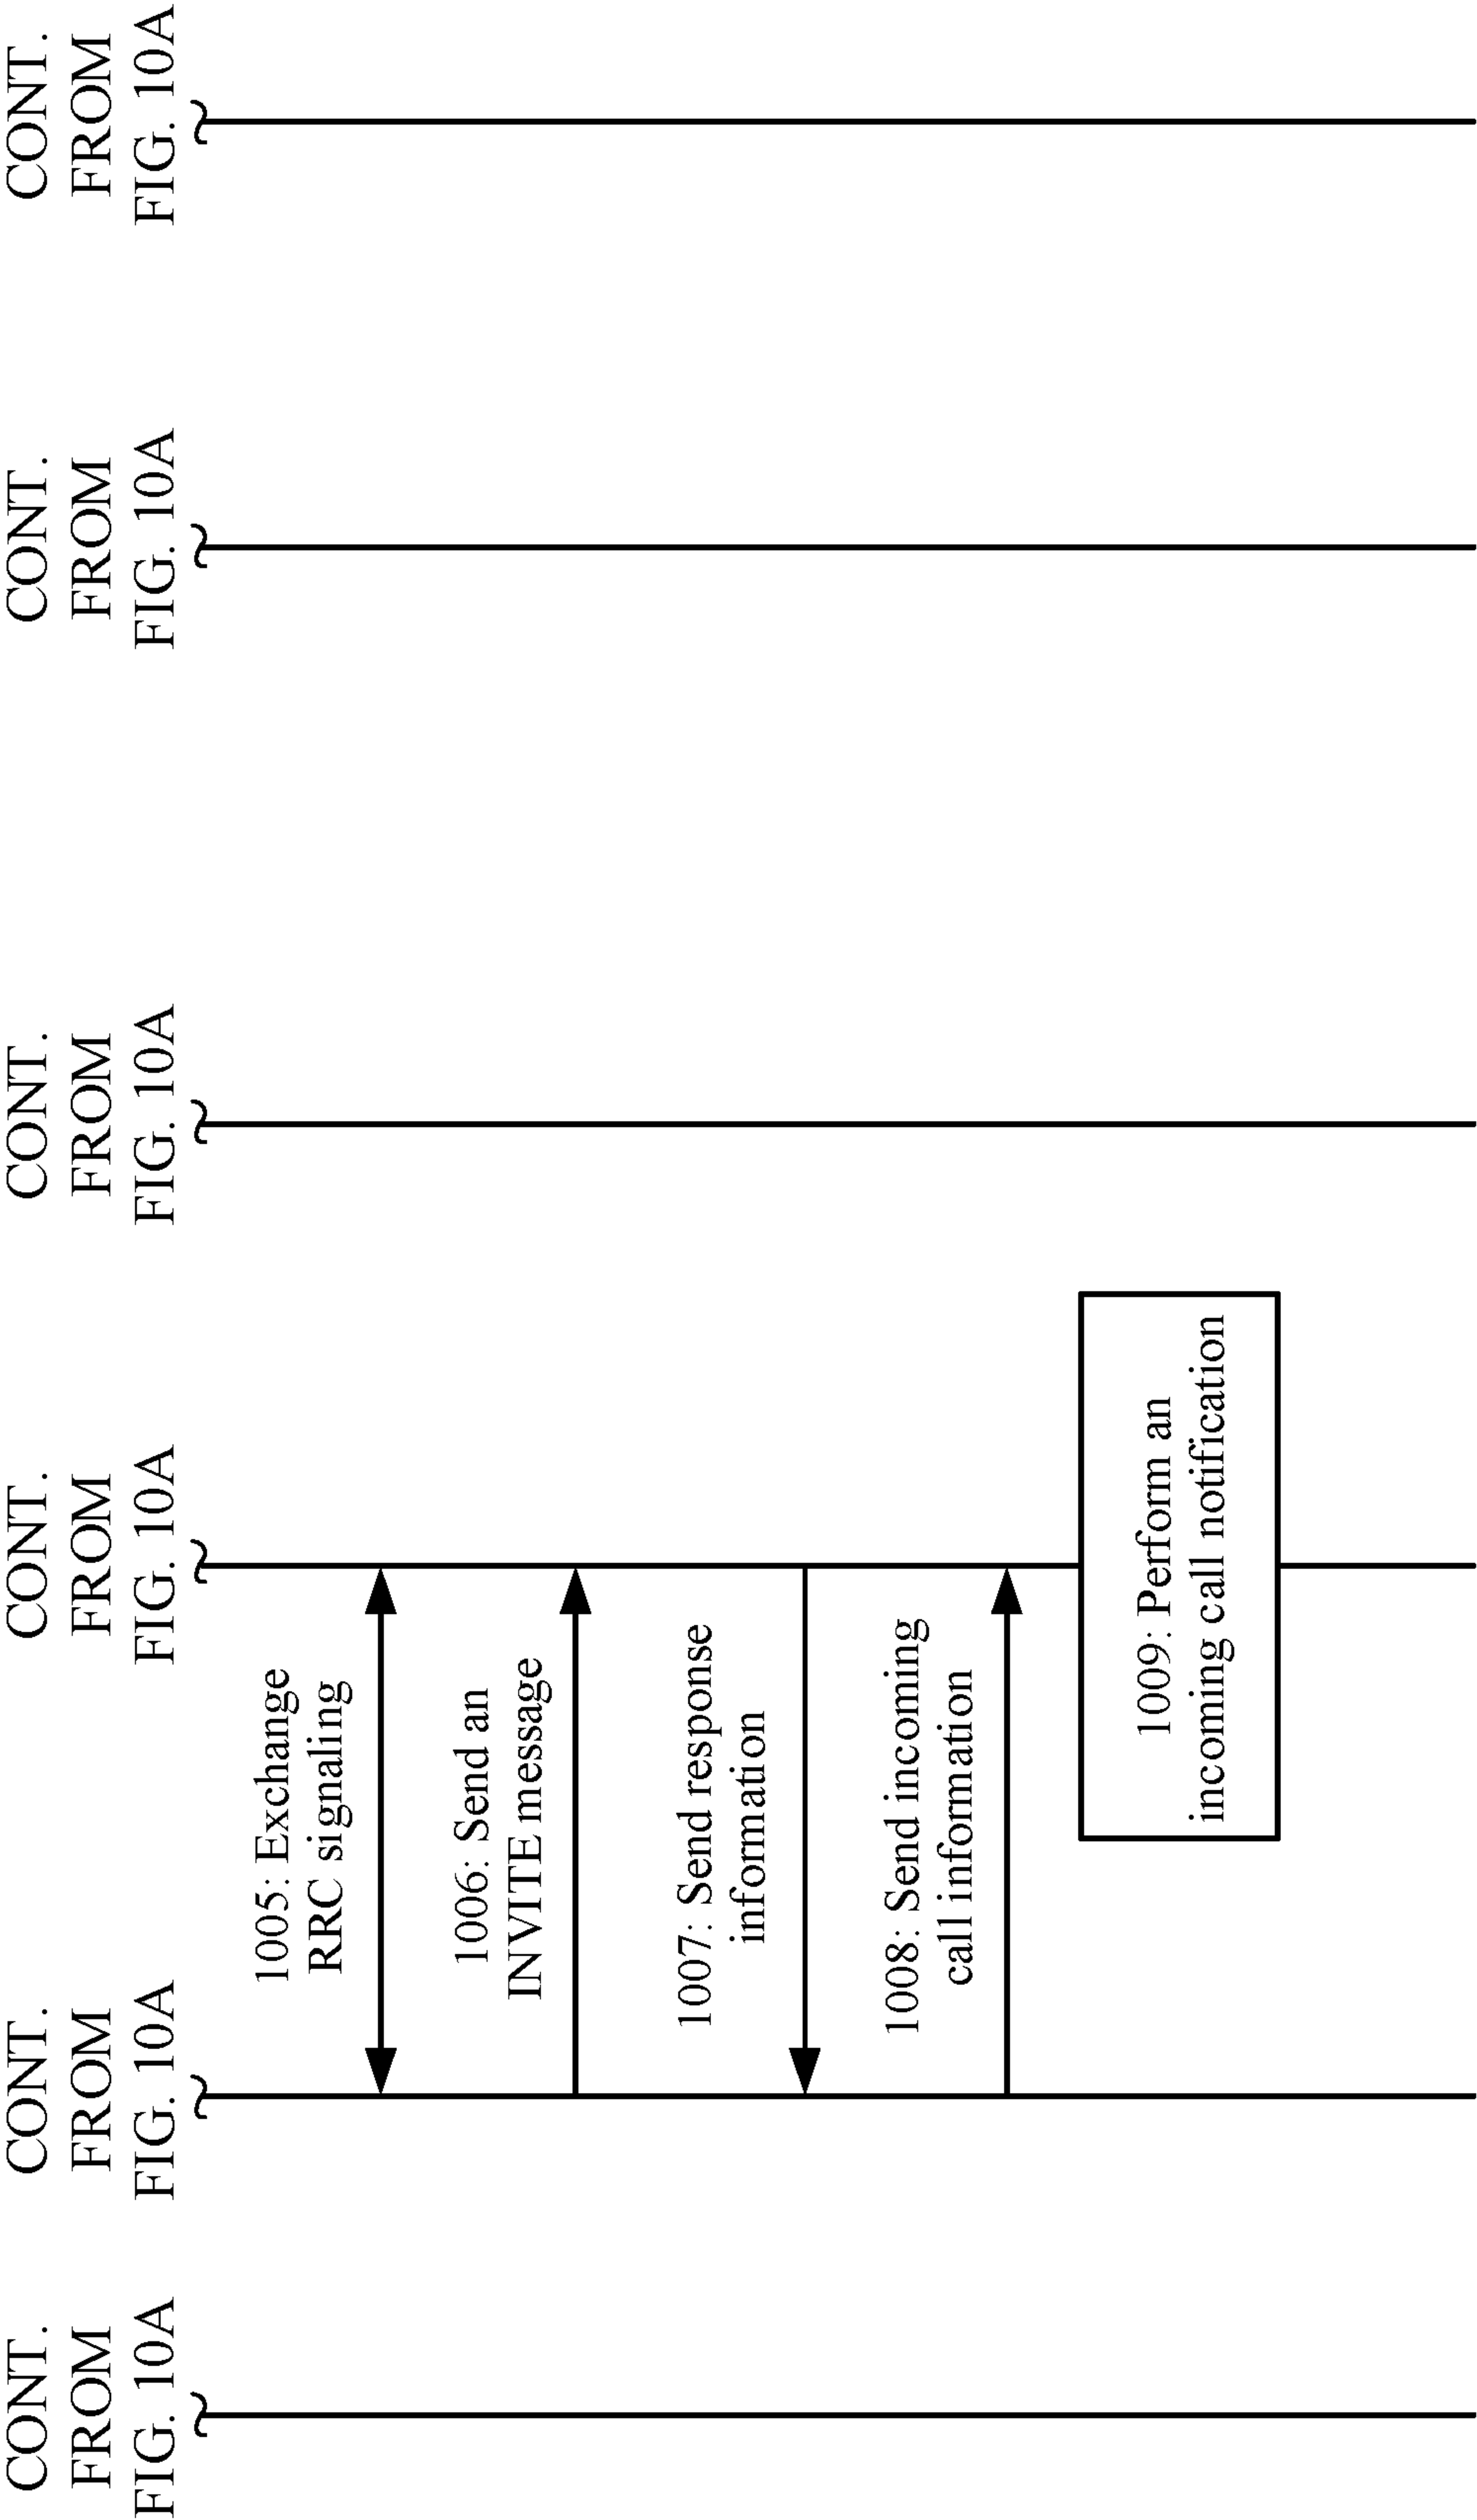 CONT.
FROM
FIG. 10A
CONT.
FROM
FIG. 10A
CONT.
FROM
FIG. 10A
CONT.
FROM
FIG. 10A
CONT.
FROM
FIG. 10A
CONT.
FROM
FIG. 10A
1005: Exchange
RRC signaling
1006: Send an
INVITE message
1007: Send response
information
1008: Send incoming
call information
1009: Perform an
incoming call notification